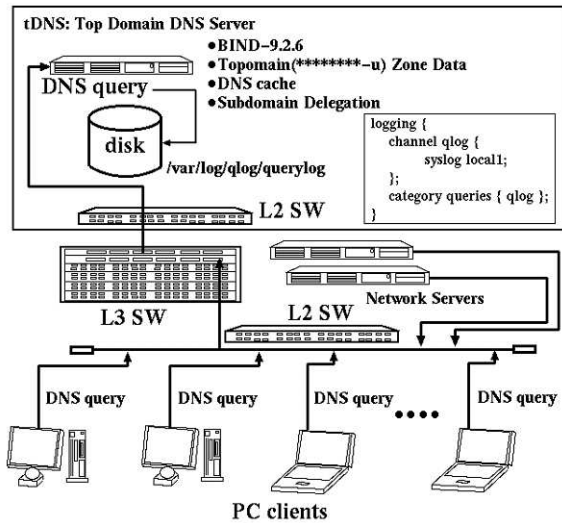 tDNS: Top Domain DNS Server
●BIND-9.2.6
●Topomain(********-u) Zone Data
●DNS cache
●Subdomain Delegation
DNS query
disk
/var/log/qlog/querylog
logging {
channel qlog {
syslog local1;
};
category queries { qlog };
}
L2 SW
L3 SW
Network Servers
L2 SW
DNS query
DNS query
DNS query
DNS query
PC clients